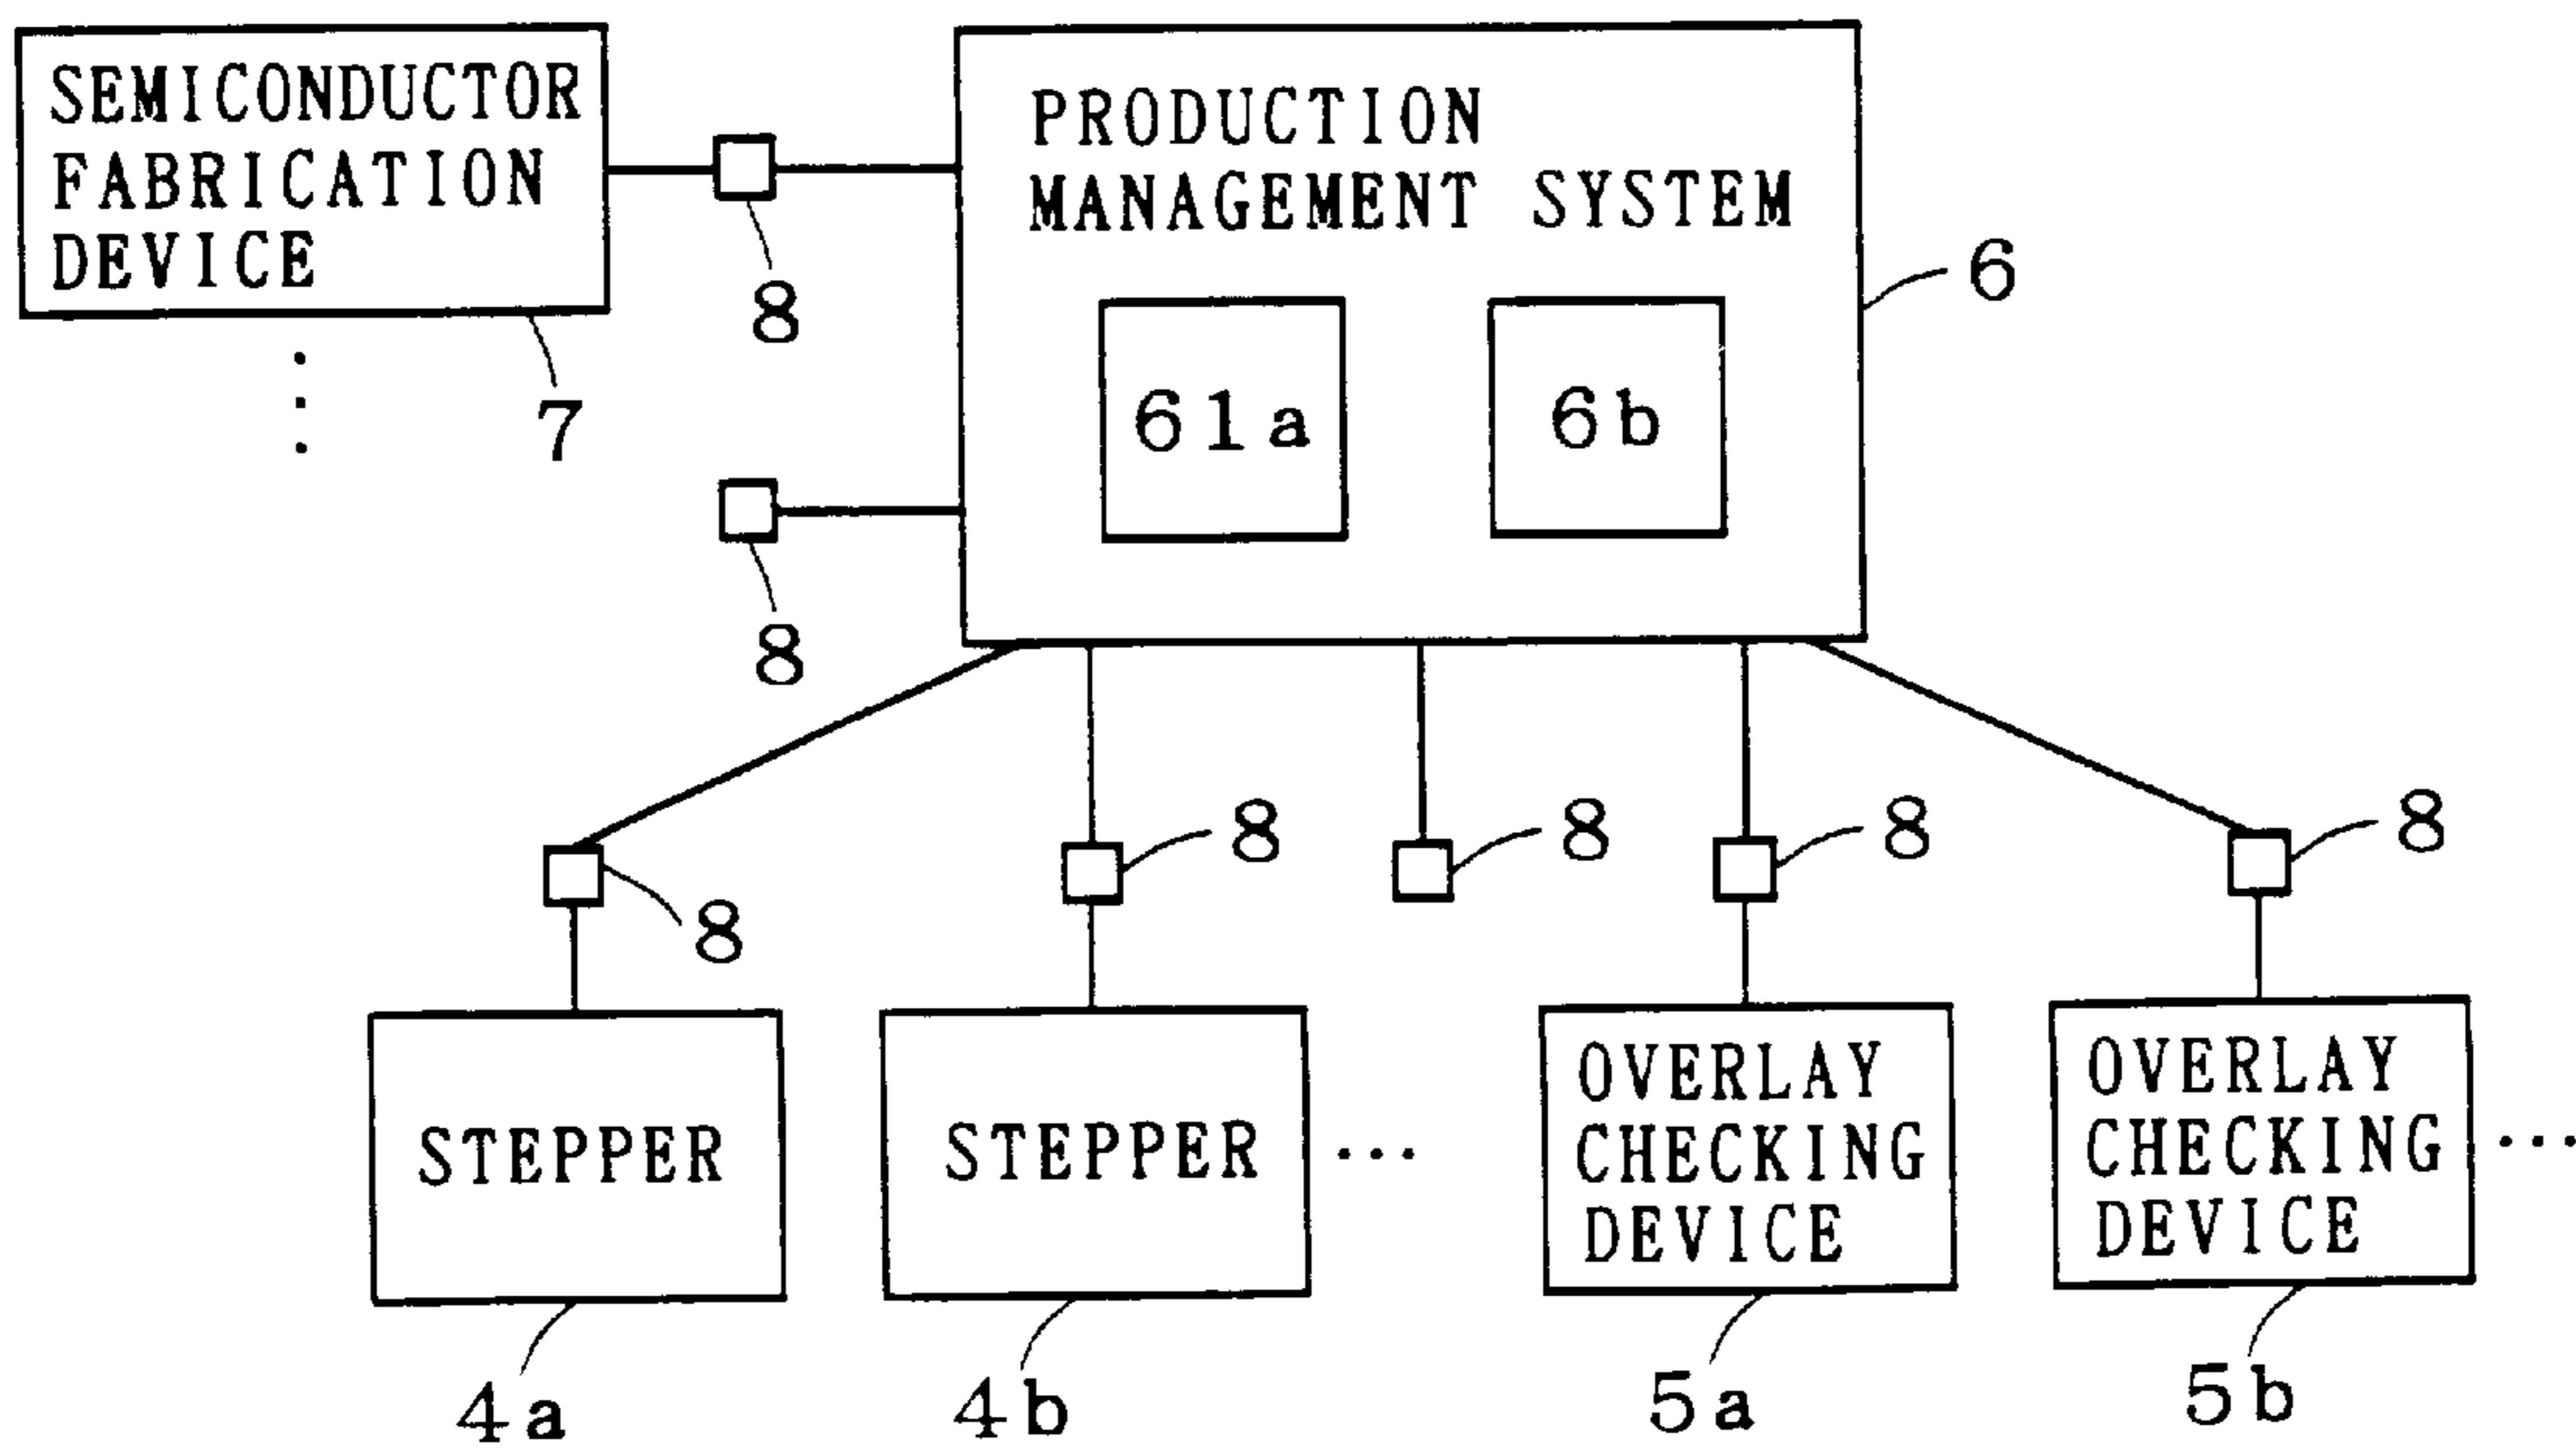 SEMICONDUCTOR
FABRICATION
DEVICE
7
8
8
PRODUCTION
MANAGEMENT SYSTEM
61a
6b
6
8
8
8
8
8
STEPPER
4a
STEPPER
4b
...
OVERLAY
CHECKING
DEVICE
5a
OVERLAY
CHECKING
DEVICE
5b
...